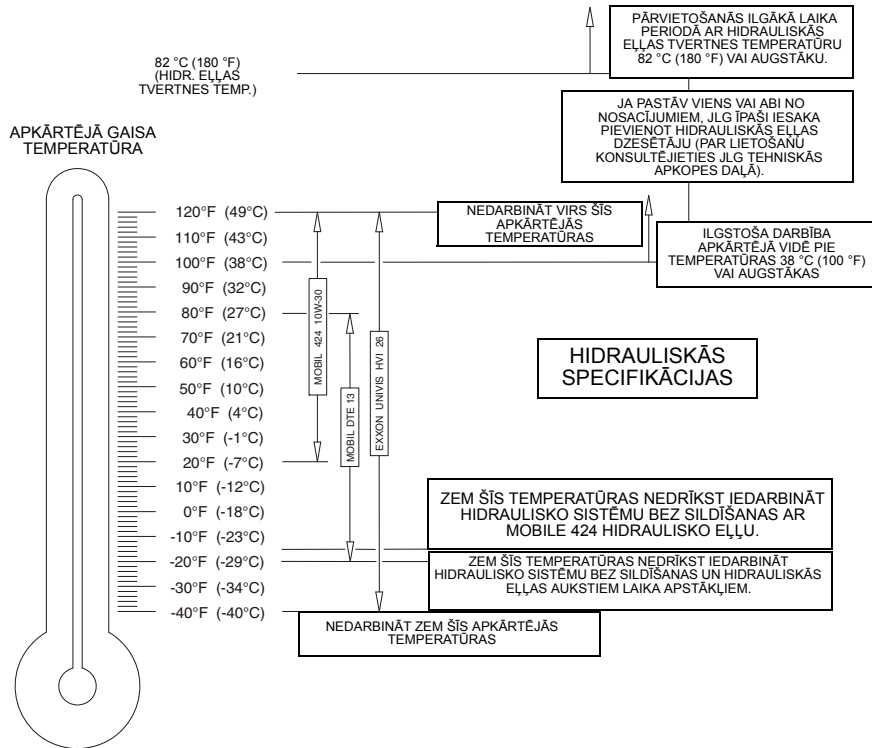 82 °C (180 °F)
(HIDR. EĻĻAS
TVERTNES TEMP.)
PĀRVIETOŠANĀS ILGĀKĀ LAIKA
PERIODĀ AR HIDRAULISKĀS
EĻĻAS TVERTNES TEMPERATŪRU
82 °C (180 °F) VAI AUGSTĀKU.
JA PASTĀV VIENS VAI ABI NO
NOSACĪJUMIEM, JLG ĪPAŠI IESAKA
PIEVIENOT HIDRAULISKĀS EĻĻAS
DZESĒTĀJU (PAR LIETOŠANU
KONSULTĒJIETIES JLG TEHNISKĀS
APKOPES DAĻĀ).
APKĀRTĒJĀ GAISA
TEMPERATŪRA
120°F (49°C)
110°F (43°C)
100°F (38°C)
90°F (32°C)
80°F (27°C)
70°F (21°C)
60°F (16°C)
50°F (10°C)
40°F (4°C)
30°F (-1°C)
20°F (-7°C)
10°F (-12°C)
0°F (-18°C)
-10°F (-23°C)
-20°F (-29°C)
-30°F (-34°C)
-40°F (-40°C)
MOBIL 424 10W-30
MOBIL DTE 13
EXXON UNIVIS HVI 26
NEDARBINĀT VIRS ŠĪS
APKĀRTĒJĀS
TEMPERATŪRAS
ILGSTOŠA DARBĪBA
APKĀRTĒJĀ VIDĒ PIE
TEMPERATŪRAS 38 °C (100 °F)
VAI AUGSTĀKAS
HIDRAULISKĀS
SPECIFIKĀCIJAS
ZEM ŠĪS TEMPERATŪRAS NEDRĪKST IEDARBINĀT
HIDRAULISKO SISTĒMU BEZ SILDĪŠANAS AR
MOBILE 424 HIDRAULISKO EĻĻU.
ZEM ŠĪS TEMPERATŪRAS NEDRĪKST IEDARBINĀT
HIDRAULISKO SISTĒMU BEZ SILDĪŠANAS UN HIDRAULISKĀS
EĻĻAS AUKSTIEM LAIKA APSTĀKĻIEM.
NEDARBINĀT ZEM ŠĪS APKĀRTĒJĀS
TEMPERATŪRAS